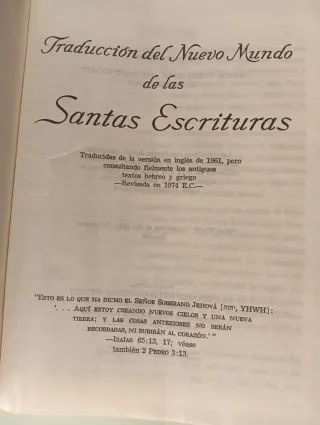 Traducción del Nuevo Mundo
de las
Santas Escrituras
Traducidas de la versión en inglés de 1961, pero
consultando fielmente los antiguos
textos hebreo y griego
—Revisada en 1974 E.C.—
"ESTO ES LO QUE HA DICHO EL SEÑOR SOBERANO JEHOVÁ [יהוה, YHWH]:
'. . . AQUÍ ESTOY CREANDO NUEVOS CIELOS Y UNA NUEVA
TIERRA; Y LAS COSAS ANTERIORES NO SERÁN
RECORDADAS, NI SUBIRÁN AL CORAZÓN.'"
—ISAÍAS 65:13, 17; véase
también 2 PEDRO 3:13.